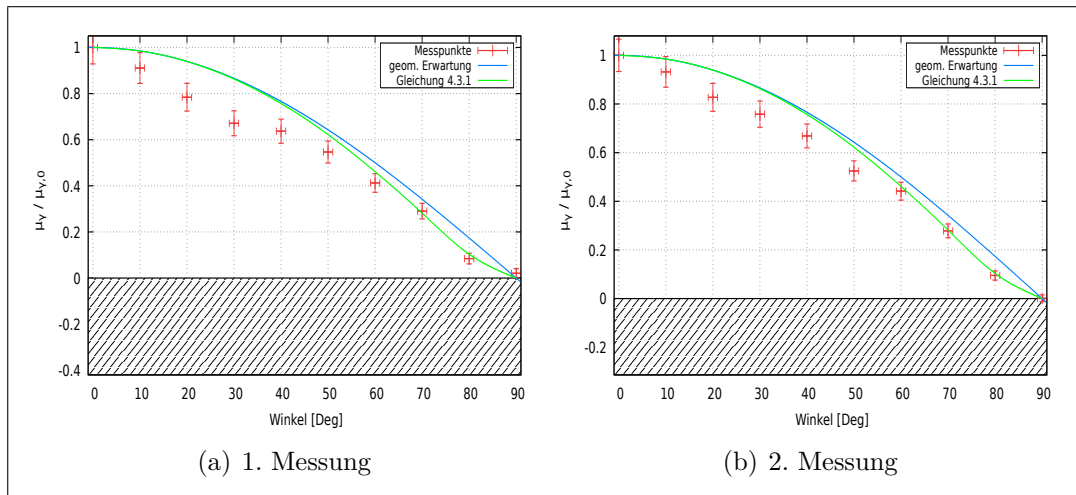 1
0.8
0.6
0.4
0.2
0
-0.2
-0.4
μγ / μγ,o
0 10 20 30 40 50 60 70 80 90
Winkel [Deg]
Messpunkte
geom. Erwartung
Gleichung 4.3.1
(a) 1. Messung
1
0.8
0.6
0.4
0.2
0
-0.2
μγ / μγ,o
0 10 20 30 40 50 60 70 80 90
Winkel [Deg]
Messpunkte
geom. Erwartung
Gleichung 4.3.1
(b) 2. Messung